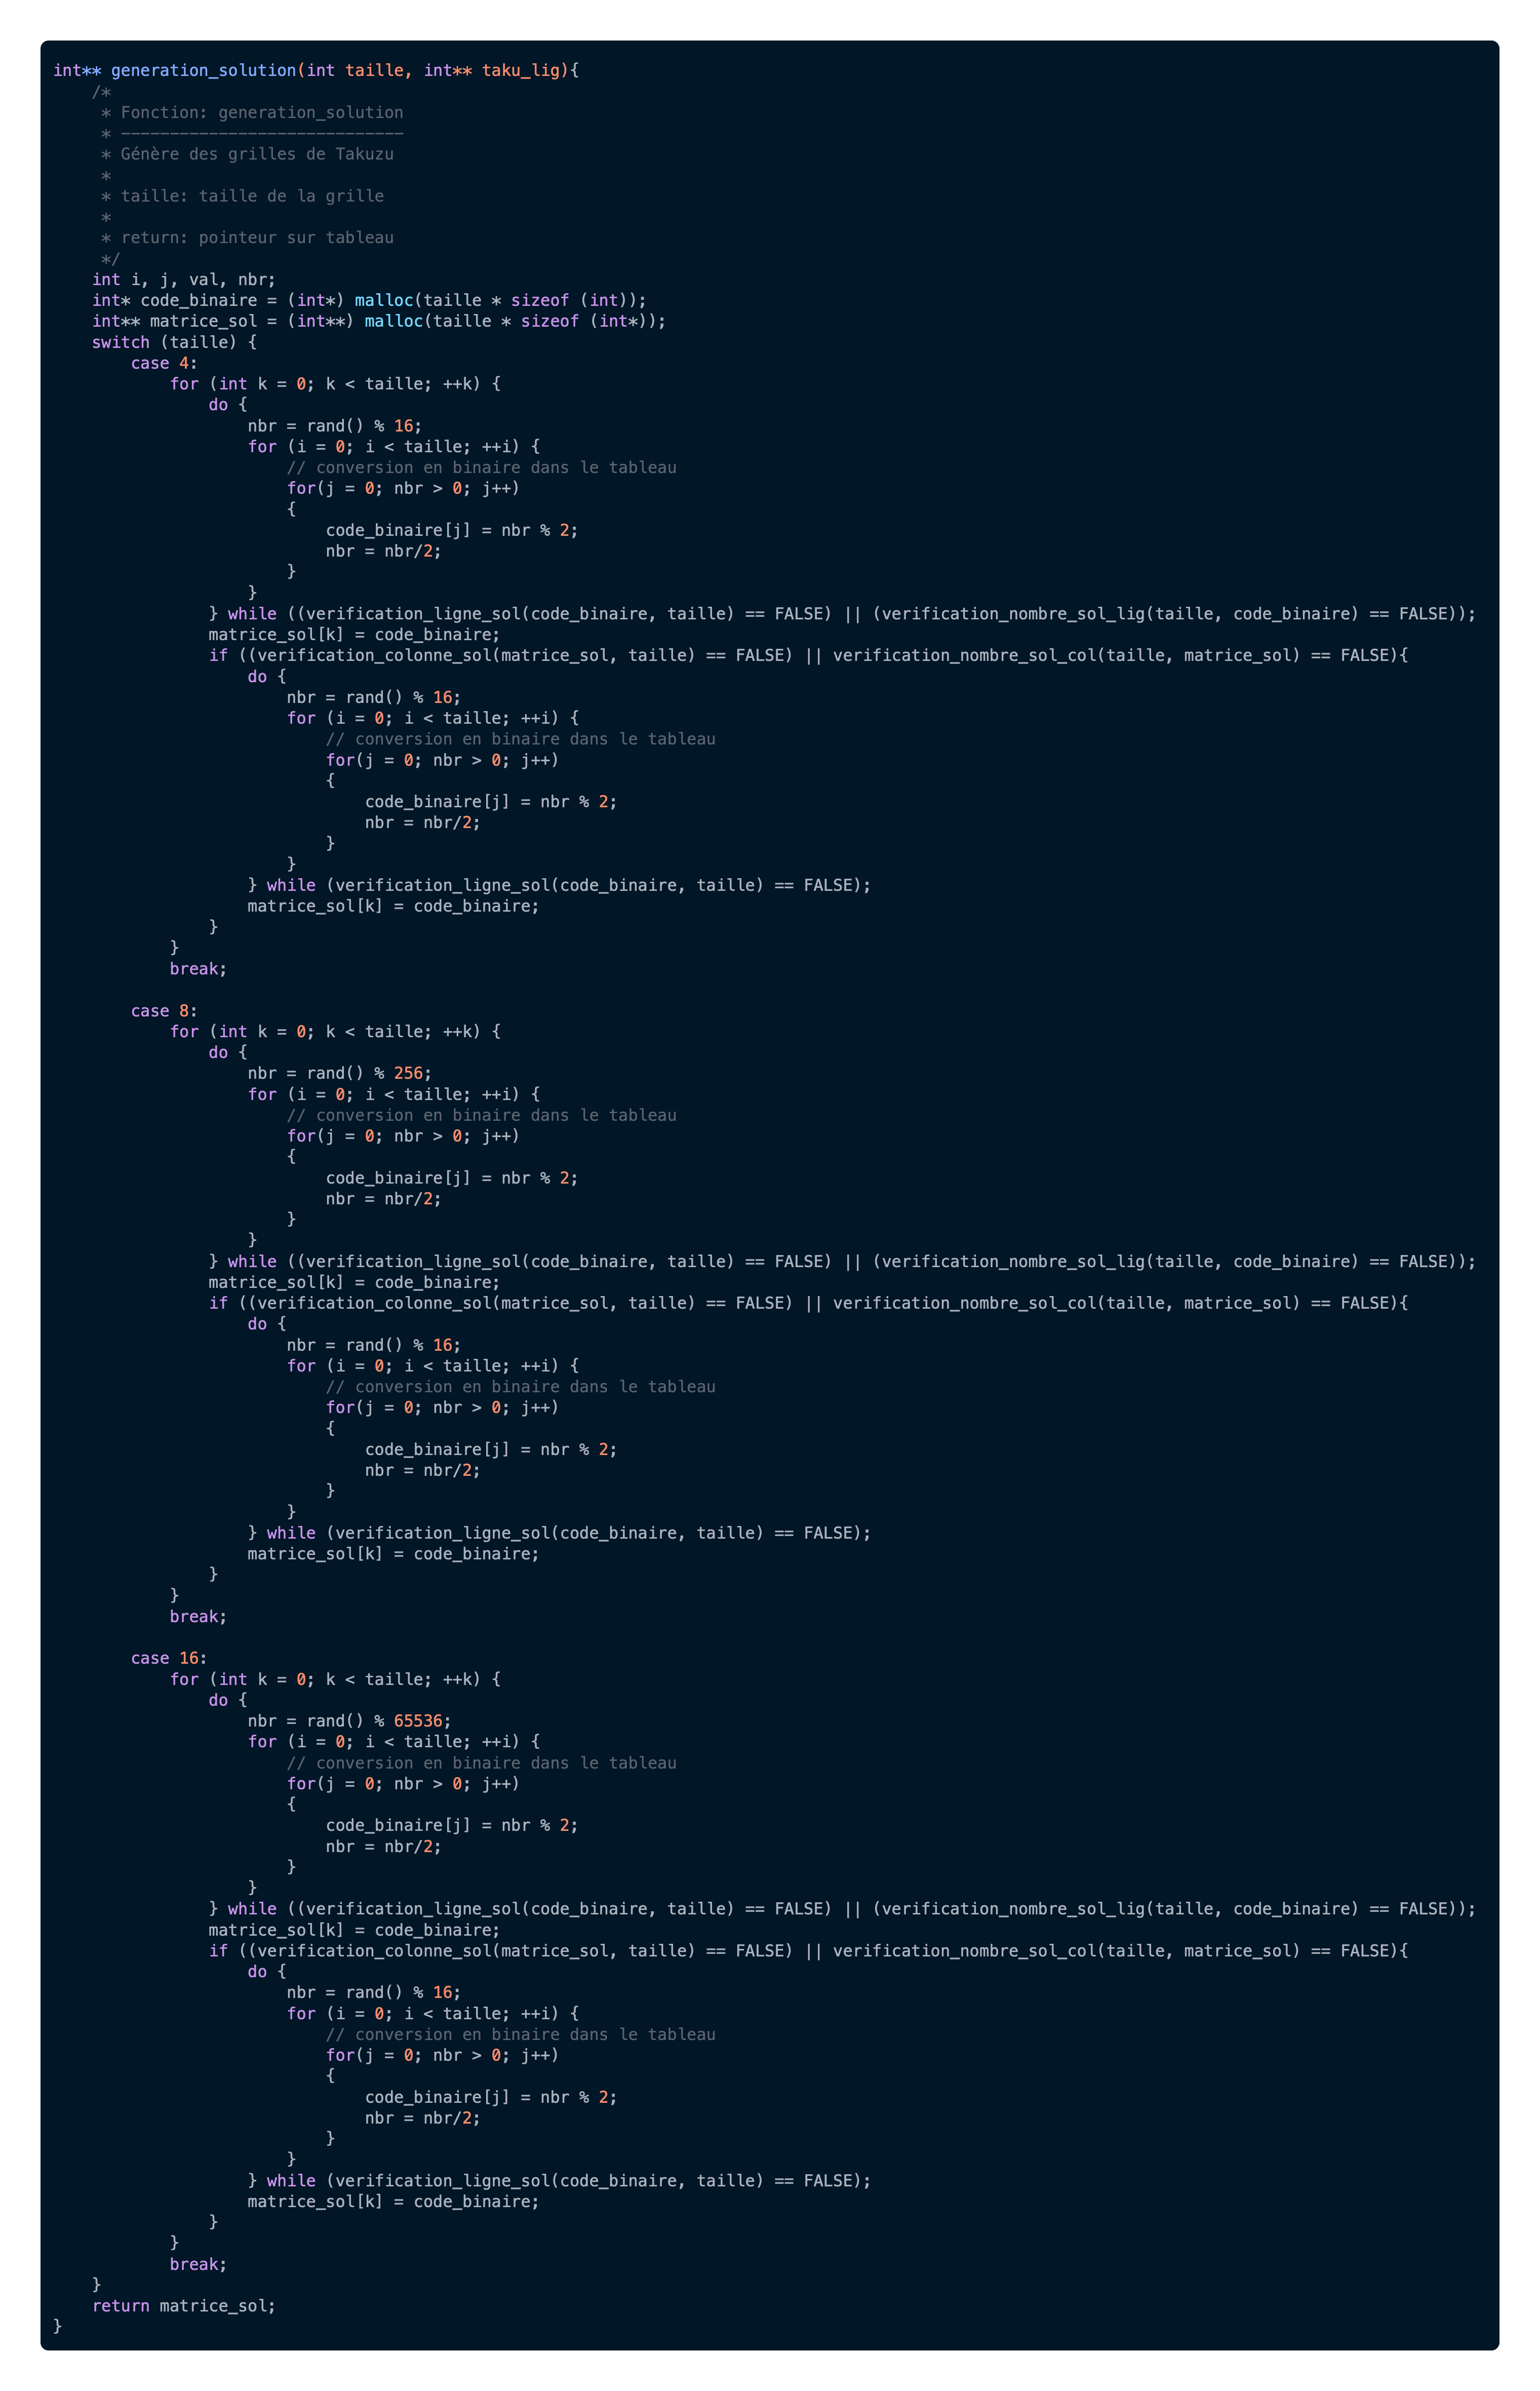 int** generation_solution(int taille, int** taku_lig){
    /*
     * Fonction: generation_solution
     * -----------------------------
     * Génère des grilles de Takuzu
     *
     * taille: taille de la grille
     *
     * return: pointeur sur tableau
     */
    int i, j, val, nbr;
    int* code_binaire = (int*) malloc(taille * sizeof (int));
    int** matrice_sol = (int**) malloc(taille * sizeof (int*));
    switch (taille) {
        case 4:
            for (int k = 0; k < taille; ++k) {
                do {
                    nbr = rand() % 16;
                    for (i = 0; i < taille; ++i) {
                        // conversion en binaire dans le tableau
                        for(j = 0; nbr > 0; j++)
                        {
                            code_binaire[j] = nbr % 2;
                            nbr = nbr/2;
                        }
                    }
                } while ((verification_ligne_sol(code_binaire, taille) == FALSE) || (verification_nombre_sol_lig(taille, code_binaire) == FALSE));
                matrice_sol[k] = code_binaire;
                if ((verification_colonne_sol(matrice_sol, taille) == FALSE) || verification_nombre_sol_col(taille, matrice_sol) == FALSE){
                    do {
                        nbr = rand() % 16;
                        for (i = 0; i < taille; ++i) {
                            // conversion en binaire dans le tableau
                            for(j = 0; nbr > 0; j++)
                            {
                                code_binaire[j] = nbr % 2;
                                nbr = nbr/2;
                            }
                        }
                    } while (verification_ligne_sol(code_binaire, taille) == FALSE);
                    matrice_sol[k] = code_binaire;
                }
            }
            break;

        case 8:
            for (int k = 0; k < taille; ++k) {
                do {
                    nbr = rand() % 256;
                    for (i = 0; i < taille; ++i) {
                        // conversion en binaire dans le tableau
                        for(j = 0; nbr > 0; j++)
                        {
                            code_binaire[j] = nbr % 2;
                            nbr = nbr/2;
                        }
                    }
                } while ((verification_ligne_sol(code_binaire, taille) == FALSE) || (verification_nombre_sol_lig(taille, code_binaire) == FALSE));
                matrice_sol[k] = code_binaire;
                if ((verification_colonne_sol(matrice_sol, taille) == FALSE) || verification_nombre_sol_col(taille, matrice_sol) == FALSE){
                    do {
                        nbr = rand() % 16;
                        for (i = 0; i < taille; ++i) {
                            // conversion en binaire dans le tableau
                            for(j = 0; nbr > 0; j++)
                            {
                                code_binaire[j] = nbr % 2;
                                nbr = nbr/2;
                            }
                        }
                    } while (verification_ligne_sol(code_binaire, taille) == FALSE);
                    matrice_sol[k] = code_binaire;
                }
            }
            break;

        case 16:
            for (int k = 0; k < taille; ++k) {
                do {
                    nbr = rand() % 65536;
                    for (i = 0; i < taille; ++i) {
                        // conversion en binaire dans le tableau
                        for(j = 0; nbr > 0; j++)
                        {
                            code_binaire[j] = nbr % 2;
                            nbr = nbr/2;
                        }
                    }
                } while ((verification_ligne_sol(code_binaire, taille) == FALSE) || (verification_nombre_sol_lig(taille, code_binaire) == FALSE));
                matrice_sol[k] = code_binaire;
                if ((verification_colonne_sol(matrice_sol, taille) == FALSE) || verification_nombre_sol_col(taille, matrice_sol) == FALSE){
                    do {
                        nbr = rand() % 16;
                        for (i = 0; i < taille; ++i) {
                            // conversion en binaire dans le tableau
                            for(j = 0; nbr > 0; j++)
                            {
                                code_binaire[j] = nbr % 2;
                                nbr = nbr/2;
                            }
                        }
                    } while (verification_ligne_sol(code_binaire, taille) == FALSE);
                    matrice_sol[k] = code_binaire;
                }
            }
            break;
    }
    return matrice_sol;
}